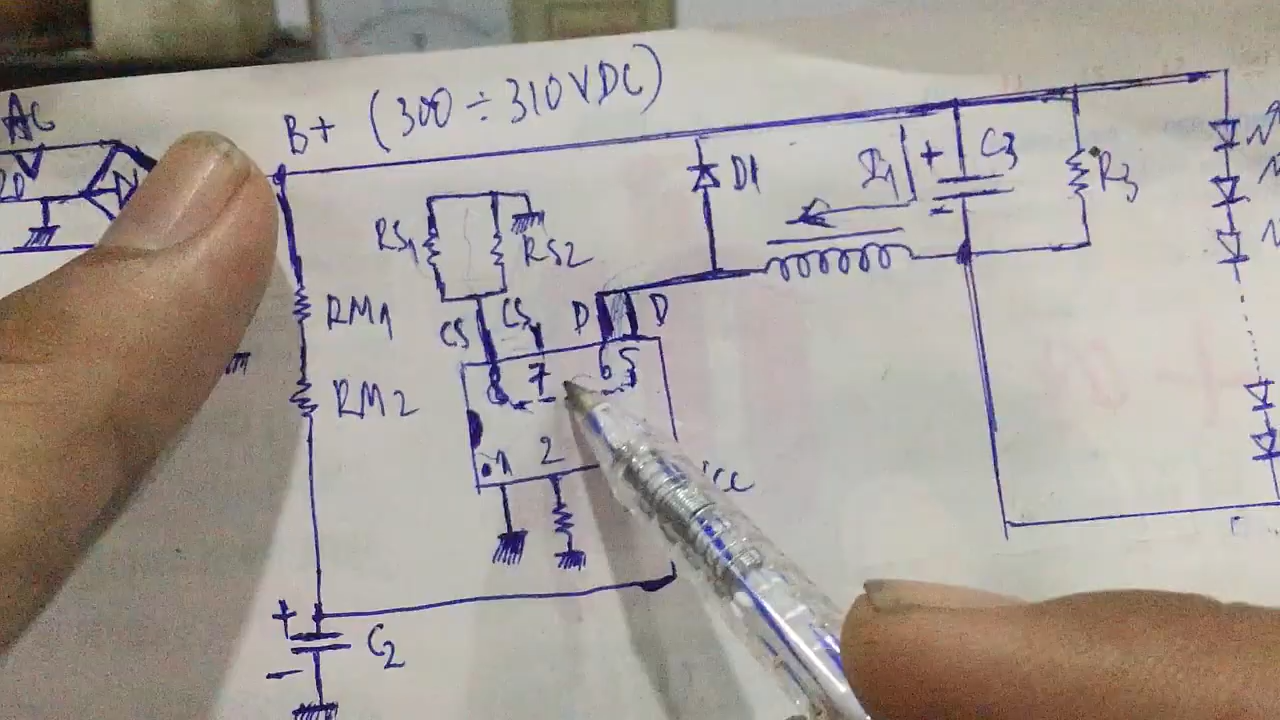 AC
B+ (300 ÷ 310VDC)
D1
I1
+
C3
-
R3
RS1
RS2
CS
CS
D
D
RM1
8
7
6
5
RM2
1
2
+
C2
-